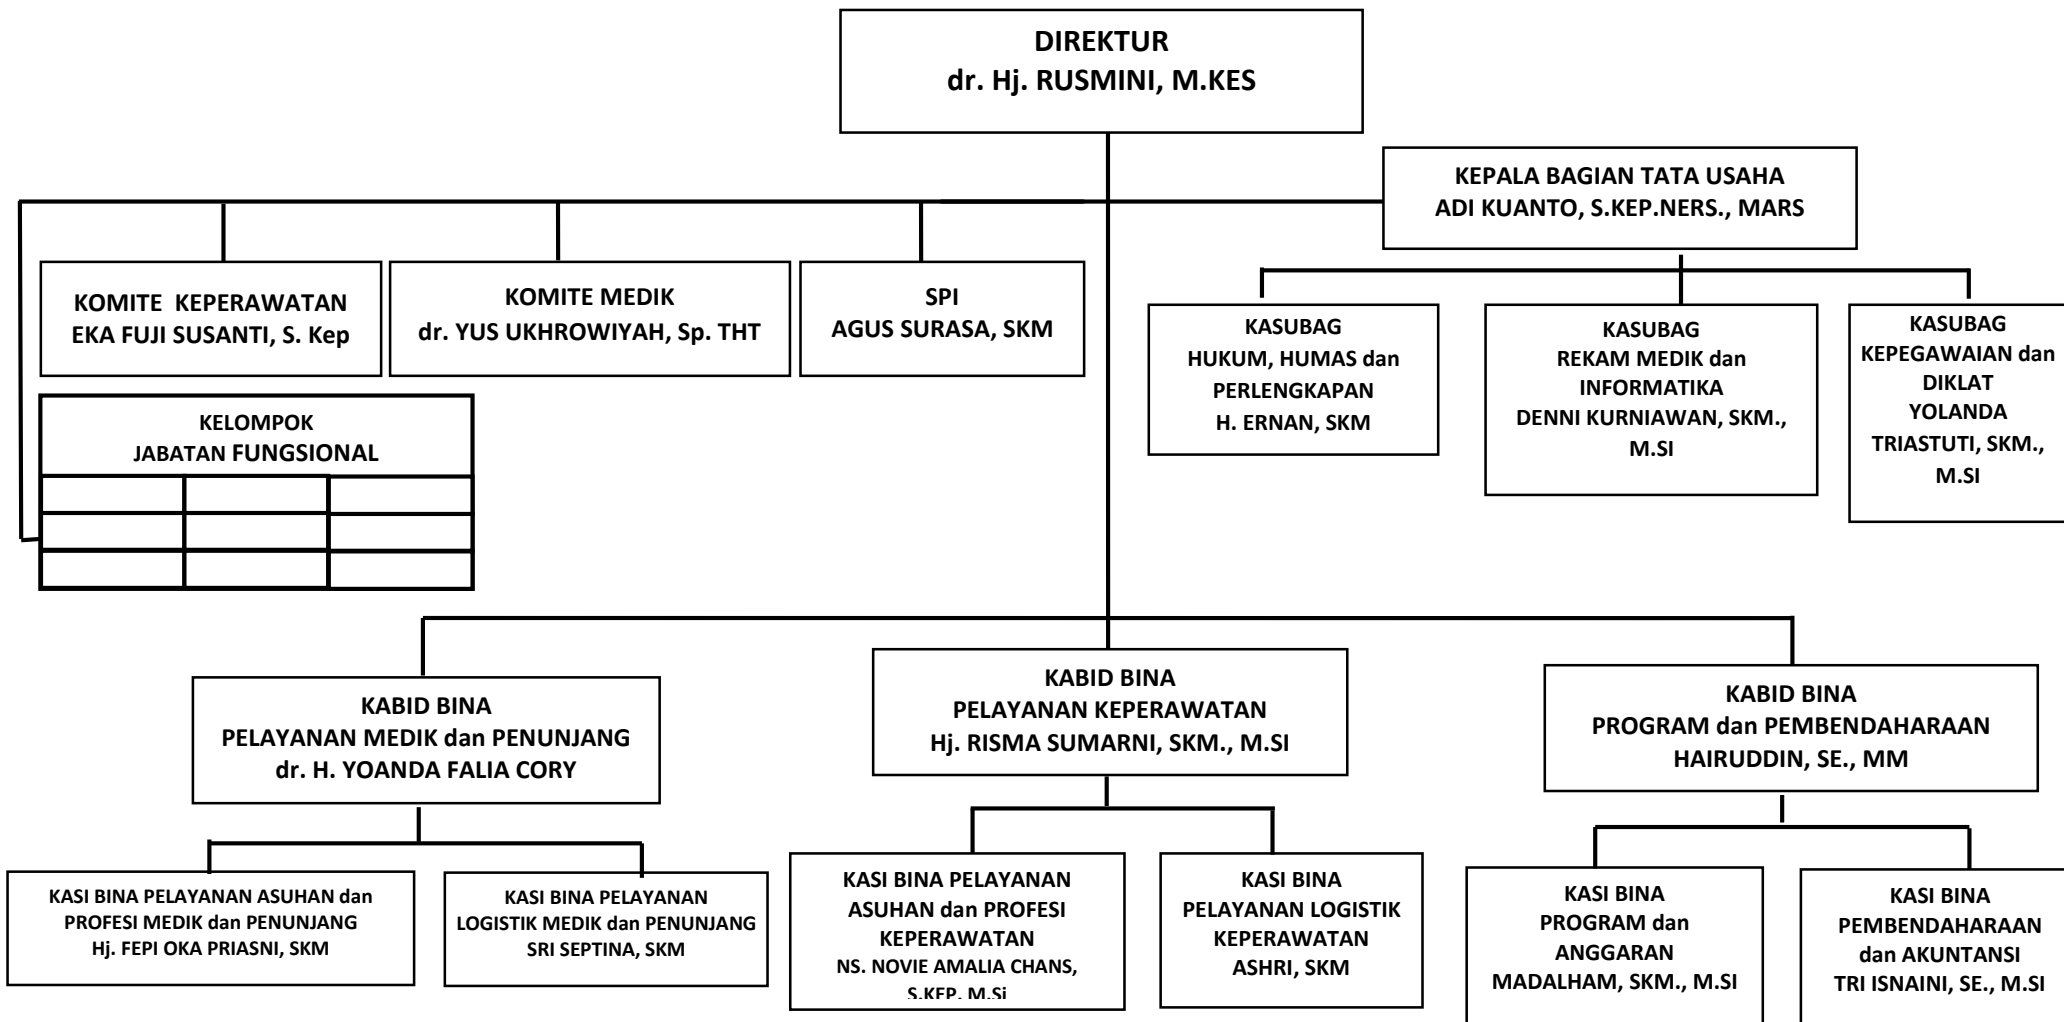 DIREKTUR
dr. Hj. RUSMINI, M.KES
KEPALA BAGIAN TATA USAHA
ADI KUANTO, S.KEP.NERS., MARS
KOMITE KEPERAWATAN
EKA FUJI SUSANTI, S. Kep
KOMITE MEDIK
dr. YUS UKHROWIYAH, Sp. THT
SPI
AGUS SURASA, SKM
KASUBAG
HUKUM, HUMAS dan
PERLENGKAPAN
H. ERNAN, SKM
KASUBAG
REKAM MEDIK dan
INFORMATIKA
DENNI KURNIAWAN, SKM.,
M.SI
KASUBAG
KEPEGAWAIAN dan
DIKLAT
YOLANDA
TRIASTUTI, SKM.,
M.SI
KELOMPOK
JABATAN FUNGSIONAL
KABID BINA
PELAYANAN MEDIK dan PENUNJANG
dr. H. YOANDA FALIA CORY
KABID BINA
PELAYANAN KEPERAWATAN
Hj. RISMA SUMARNI, SKM., M.SI
KABID BINA
PROGRAM dan PEMBENDAHARAAN
HAIRUDDIN, SE., MM
KASI BINA PELAYANAN ASUHAN dan
PROFESI MEDIK dan PENUNJANG
Hj. FEPI OKA PRIASNI, SKM
KASI BINA PELAYANAN
LOGISTIK MEDIK dan PENUNJANG
SRI SEPTINA, SKM
KASI BINA PELAYANAN
ASUHAN dan PROFESI
KEPERAWATAN
NS. NOVIE AMALIA CHANS,
S.KEP. M.Si
KASI BINA
PELAYANAN LOGISTIK
KEPERAWATAN
ASHRI, SKM
KASI BINA
PROGRAM dan
ANGGARAN
MADALHAM, SKM., M.SI
KASI BINA
PEMBENDAHARAAN
dan AKUNTANSI
TRI ISNAINI, SE., M.SI